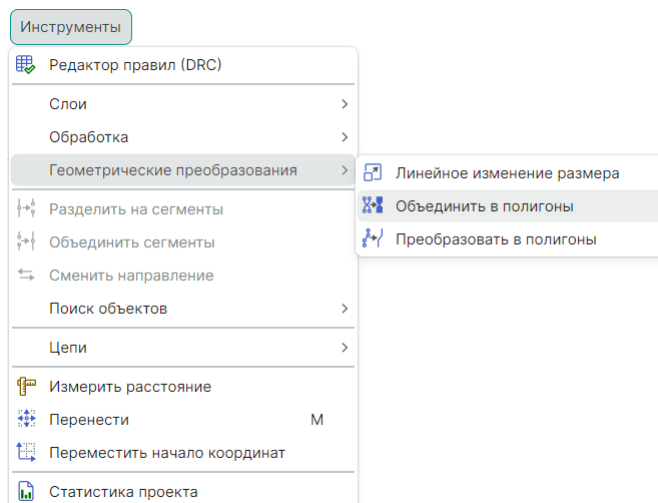 Инструменты
Редактор правил (DRC)
Слои
Обработка
Геометрические преобразования
Линейное изменение размера
Объединить в полигоны
Преобразовать в полигоны
Разделить на сегменты
Объединить сегменты
Сменить направление
Поиск объектов
Цепи
Измерить расстояние
Перенести M
Переместить начало координат
Статистика проекта